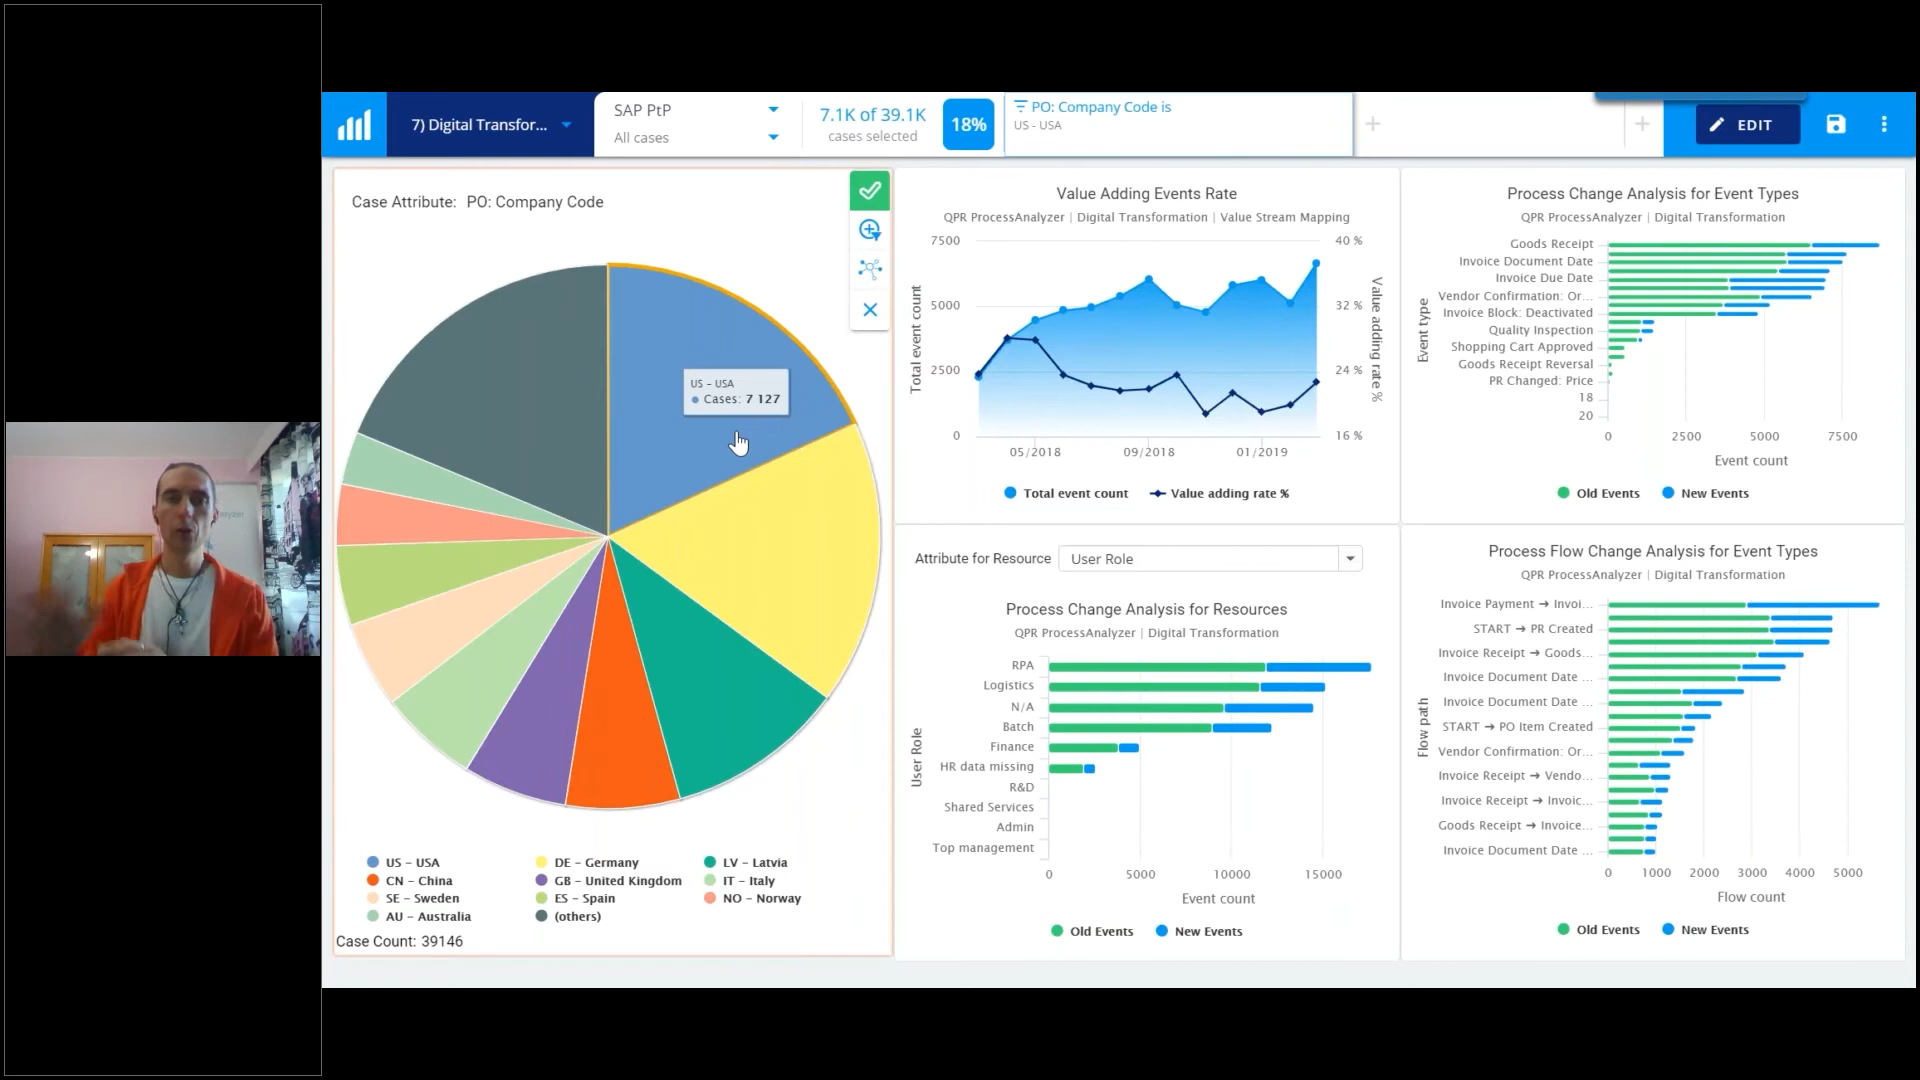 7) Digital Transfor...
SAP PtP
All cases
7.1K of 39.1K
cases selected
18%
PO: Company Code is
US - USA
EDIT
Case Attribute: PO: Company Code
US - USA
Cases: 7 127
US - USA
DE - Germany
LV - Latvia
CN - China
GB - United Kingdom
IT - Italy
SE - Sweden
ES - Spain
NO - Norway
AU - Australia
(others)
Case Count: 39146
Value Adding Events Rate
QPR ProcessAnalyzer | Digital Transformation | Value Stream Mapping
7500
5000
2500
0
40 %
32 %
24 %
16 %
Total event count
Value adding rate %
05/2018
09/2018
01/2019
Total event count
Value adding rate %
Process Change Analysis for Event Types
QPR ProcessAnalyzer | Digital Transformation
Event type
Goods Receipt
Invoice Document Date
Invoice Due Date
Vendor Confirmation: Or...
Invoice Block: Deactivated
Quality Inspection
Shopping Cart Approved
Goods Receipt Reversal
PR Changed: Price
18
20
0
2500
5000
7500
Event count
Old Events
New Events
Attribute for Resource
User Role
Process Change Analysis for Resources
QPR ProcessAnalyzer | Digital Transformation
User Role
RPA
Logistics
N/A
Batch
Finance
HR data missing
R&D
Shared Services
Admin
Top management
0
5000
10000
15000
Event count
Old Events
New Events
Process Flow Change Analysis for Event Types
QPR ProcessAnalyzer | Digital Transformation
Flow path
Invoice Payment → Invoi...
START → PR Created
Invoice Receipt → Goods...
Invoice Document Date ...
Invoice Document Date ...
START → PO Item Created
Vendor Confirmation: Or...
Invoice Receipt → Vendo...
Invoice Receipt → Invoic...
Goods Receipt → Invoice...
Invoice Document Date ...
0
1000
2000
3000
4000
5000
Flow count
Old Events
New Events